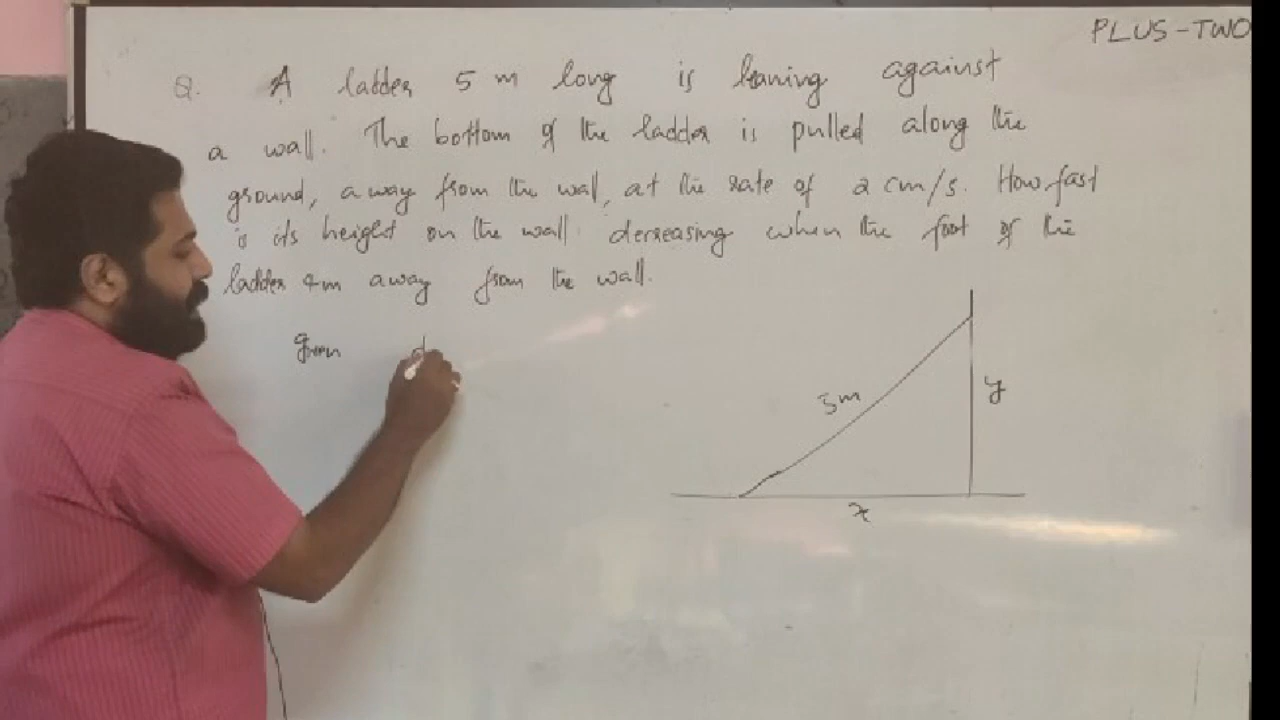 PLUS-TWO
Q. A ladder 5 m long is leaning against
a wall. The bottom of the ladder is pulled along the
ground, away from the wall, at the rate of 2 cm/s. How fast
is its height on the wall decreasing when the foot of the
ladder 4m away from the wall.
Given d
5m
y
x